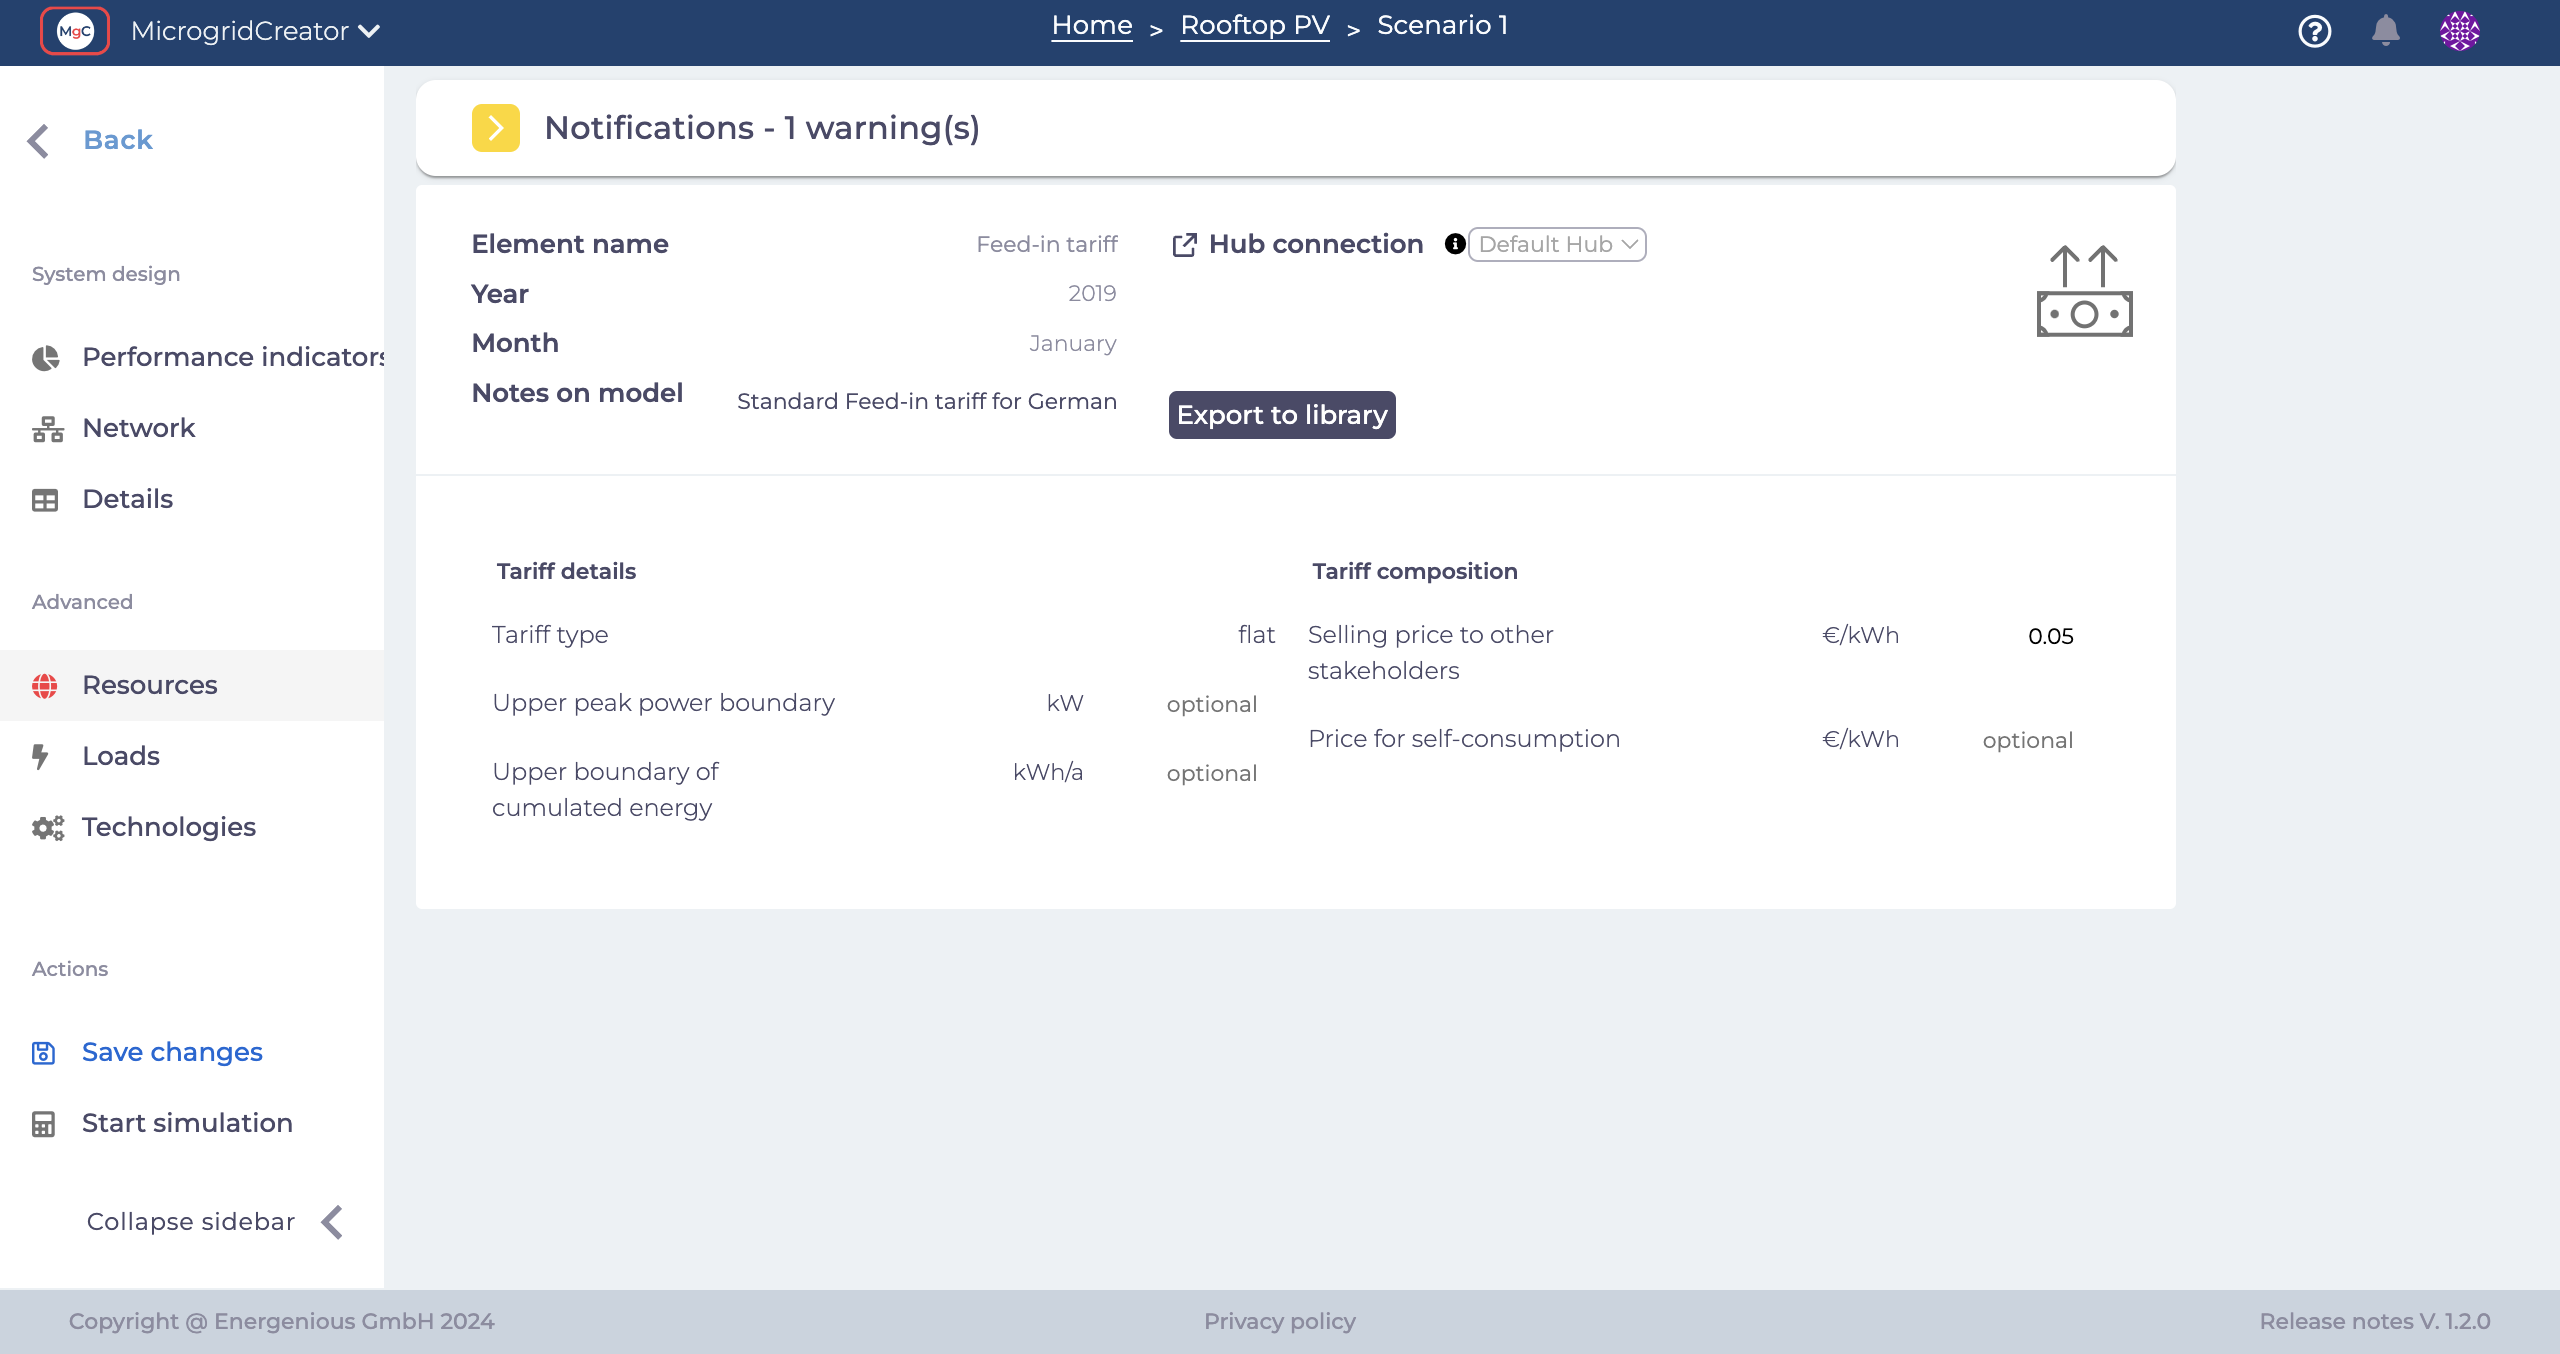 MgC MicrogridCreator
Home > Rooftop PV > Scenario 1
Back
System design
Performance indicators
Network
Details
Advanced
Resources
Loads
Technologies
Actions
Save changes
Start simulation
Collapse sidebar
Notifications - 1 warning(s)
Element name Feed-in tariff
Year 2019
Month January
Notes on model Standard Feed-in tariff for German
Hub connection Default Hub
Export to library
Tariff details
Tariff type flat
Upper peak power boundary kW optional
Upper boundary of kWh/a optional
cumulated energy
Tariff composition
Selling price to other €/kWh 0.05
stakeholders
Price for self-consumption €/kWh optional
Copyright @ Energenious GmbH 2024
Privacy policy
Release notes V. 1.2.0